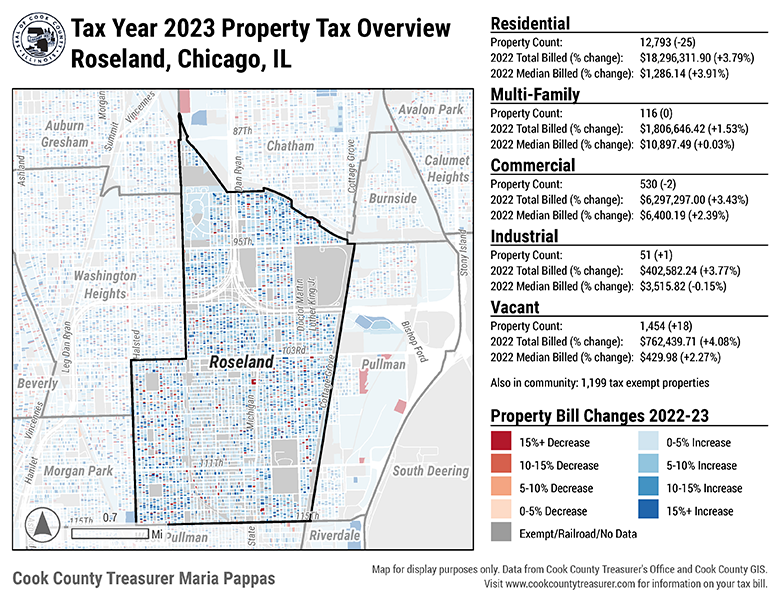 SEAL OF COOK COUNTY
ILLINOIS
Tax Year 2023 Property Tax Overview
Roseland, Chicago, IL
Residential
Property Count: 12,793 (-25)
2022 Total Billed (% change): $18,296,311.90 (+3.79%)
2022 Median Billed (% change): $1,286.14 (+3.91%)
Multi-Family
Property Count: 116 (0)
2022 Total Billed (% change): $1,806,646.42 (+1.53%)
2022 Median Billed (% change): $10,897.49 (+0.03%)
Commercial
Property Count: 530 (-2)
2022 Total Billed (% change): $6,297,297.00 (+3.43%)
2022 Median Billed (% change): $6,400.19 (+2.39%)
Industrial
Property Count: 51 (+1)
2022 Total Billed (% change): $402,582.24 (+3.77%)
2022 Median Billed (% change): $3,515.82 (-0.15%)
Vacant
Property Count: 1,454 (+18)
2022 Total Billed (% change): $762,439.71 (+4.08%)
2022 Median Billed (% change): $429.98 (+2.27%)
Also in community: 1,199 tax exempt properties
Property Bill Changes 2022-23
15%+ Decrease
10-15% Decrease
5-10% Decrease
0-5% Decrease
Exempt/Railroad/No Data
0-5% Increase
5-10% Increase
10-15% Increase
15%+ Increase
Morgan
Vincennes
Summit
Avalon Park
Auburn
Gresham
87Th
Chatham
Ashland
Dan Ryan
Cottage Grove
Calumet
Heights
Burnside
95Th
Stony Island
Washington
Heights
Doctor Martin
Luther King Jr
Leg Dan Ryan
Halsted
Bishop Ford
103Rd
Roseland
Pullman
Beverly
Cottage Grove
Michigan
Vincennes
Hamlet
Morgan Park
111Th
South Deering
115Th
0.7
Mi
Pullman
State
115Th
Riverdale
Cook County Treasurer Maria Pappas
Map for display purposes only. Data from Cook County Treasurer's Office and Cook County GIS.
Visit www.cookcountytreasurer.com for information on your tax bill.